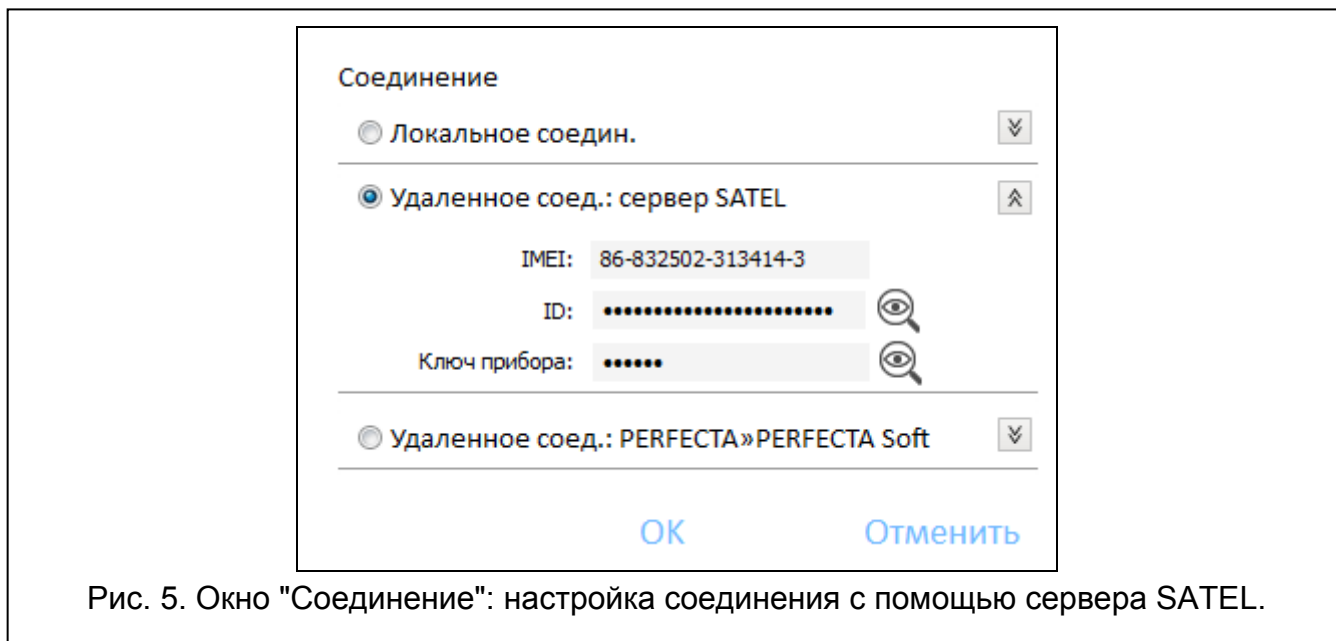 Соединение
Локальное соедин.
Удаленное соед.: сервер SATEL
IMEI: 86-832502-313414-3
ID: •••••••••••••••••••••••
Ключ прибора: ••••••
Удаленное соед.: PERFECTA»PERFECTA Soft
OK Отменить
Рис. 5. Окно "Соединение": настройка соединения с помощью сервера SATEL.